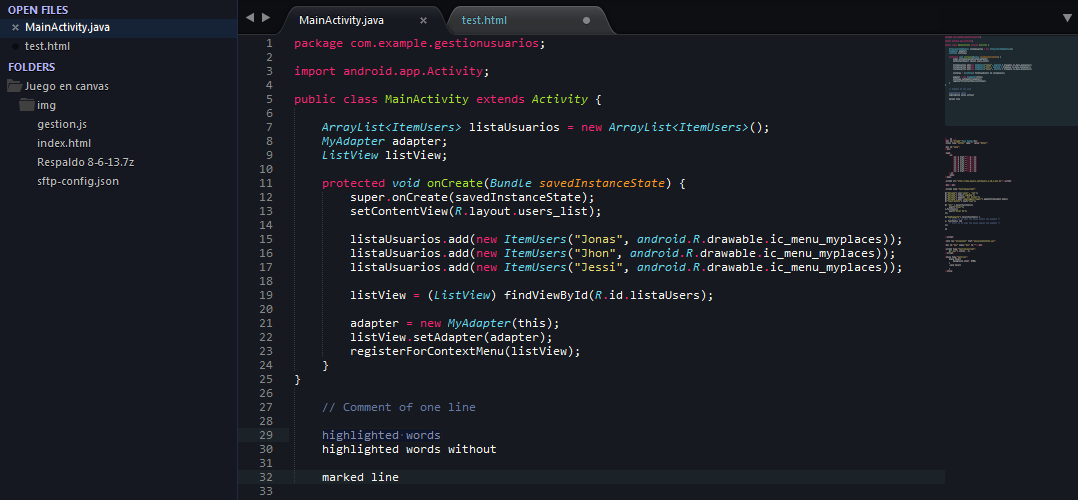 OPEN FILES
MainActivity.java
test.html
FOLDERS
Juego en canvas
img
gestion.js
index.html
Respaldo 8-6-13.7z
sftp-config.json
MainActivity.java
test.html
1 package com.example.gestionusuarios;
2
3 import android.app.Activity;
4
5 public class MainActivity extends Activity {
6
7 ArrayList<ItemUsers> listaUsuarios = new ArrayList<ItemUsers>();
8 MyAdapter adapter;
9 ListView listView;
10
11 protected void onCreate(Bundle savedInstanceState) {
12 super.onCreate(savedInstanceState);
13 setContentView(R.layout.users_list);
14
15 listaUsuarios.add(new ItemUsers("Jonas", android.R.drawable.ic_menu_myplaces));
16 listaUsuarios.add(new ItemUsers("Jhon", android.R.drawable.ic_menu_myplaces));
17 listaUsuarios.add(new ItemUsers("Jessi", android.R.drawable.ic_menu_myplaces));
18
19 listView = (ListView) findViewById(R.id.listaUsers);
20
21 adapter = new MyAdapter(this);
22 listView.setAdapter(adapter);
23 registerForContextMenu(listView);
24 }
25 }
26
27 // Comment of one line
28
29 highlighted words
30 highlighted words without
31
32 marked line
33